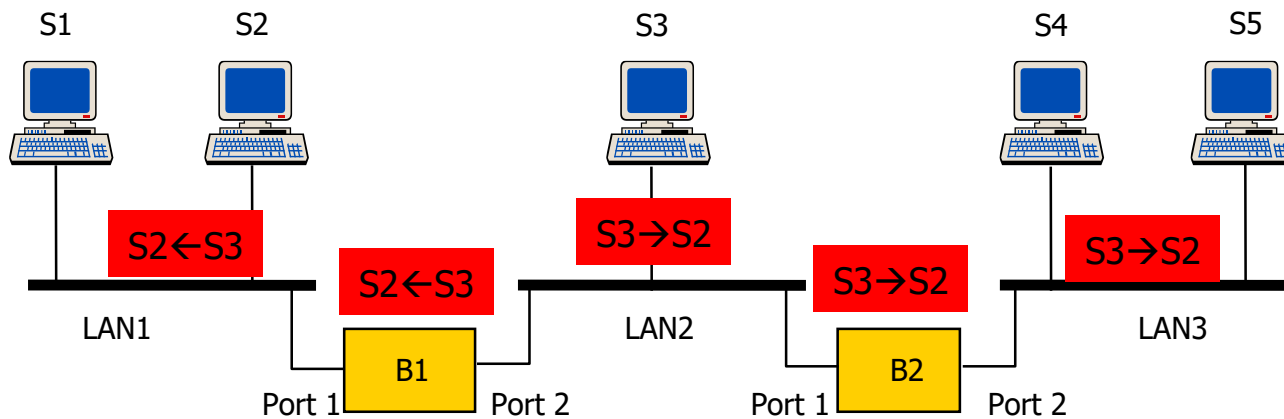 S1 S2 S3 S4 S5
S2←S3
S3→S2
S3→S2
S2←S3
S3→S2
LAN1
LAN2
LAN3
B1
B2
Port 1
Port 2
Port 1
Port 2